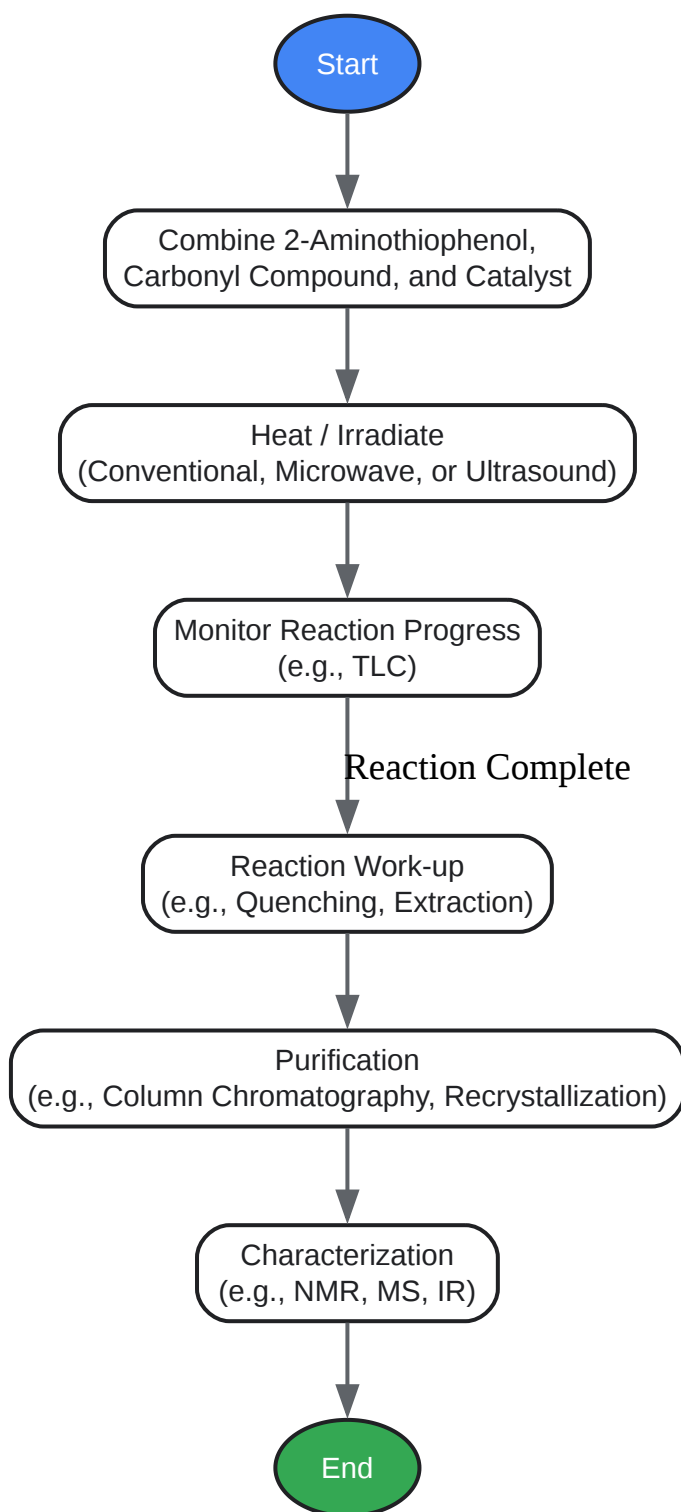 Start
Combine 2-Aminothiophenol,
Carbonyl Compound, and Catalyst
Heat / Irradiate
(Conventional, Microwave, or Ultrasound)
Monitor Reaction Progress
(e.g., TLC)
Reaction Complete
Reaction Work-up
(e.g., Quenching, Extraction)
Purification
(e.g., Column Chromatography, Recrystallization)
Characterization
(e.g., NMR, MS, IR)
End